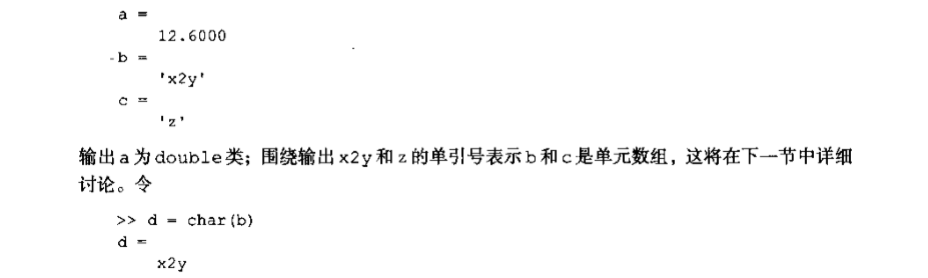 a =
12.6000
b =
'x2y'
c =
'z'
输出a为double类；围绕输出x2y和z的单引号表示b和c是单元数组，这将在下一节中详细
讨论。令
>> d = char(b)
d =
x2y